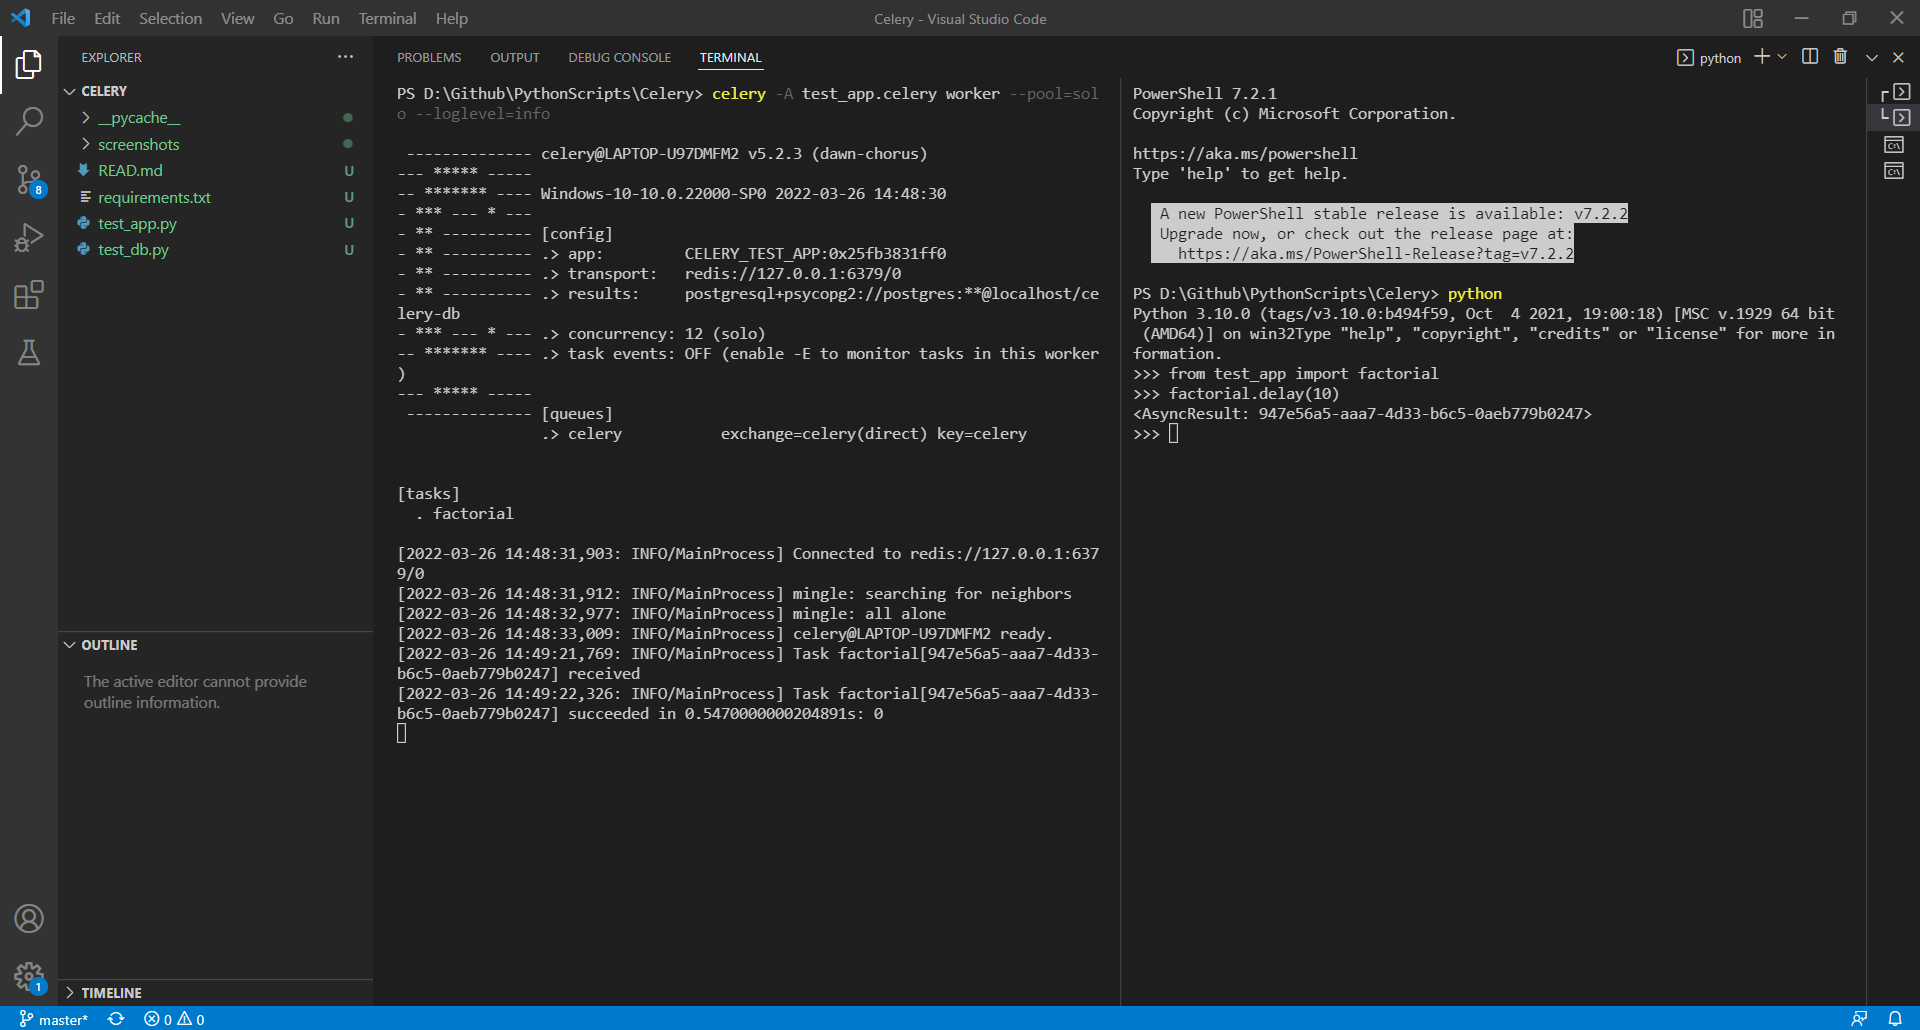 File Edit Selection View Go Run Terminal Help
Celery - Visual Studio Code
EXPLORER
CELERY
__pycache__
screenshots
READ.md U
requirements.txt U
test_app.py U
test_db.py U
OUTLINE
The active editor cannot provide
outline information.
TIMELINE
8
1
PROBLEMS OUTPUT DEBUG CONSOLE TERMINAL
python
PS D:\Github\PythonScripts\Celery> celery -A test_app.celery worker --pool=sol
o --loglevel=info
-------------- celery@LAPTOP-U97DMFM2 v5.2.3 (dawn-chorus)
--- ***** -----
-- ******* ---- Windows-10-10.0.22000-SP0 2022-03-26 14:48:30
- *** --- * ---
- ** ---------- [config]
- ** ---------- .> app:         CELERY_TEST_APP:0x25fb3831ff0
- ** ---------- .> transport:   redis://127.0.0.1:6379/0
- ** ---------- .> results:     postgresql+psycopg2://postgres:**@localhost/ce
lery-db
- *** --- * --- .> concurrency: 12 (solo)
-- ******* ---- .> task events: OFF (enable -E to monitor tasks in this worker
)
--- ***** -----
-------------- [queues]
.> celery           exchange=celery(direct) key=celery
[tasks]
. factorial
[2022-03-26 14:48:31,903: INFO/MainProcess] Connected to redis://127.0.0.1:637
9/0
[2022-03-26 14:48:31,912: INFO/MainProcess] mingle: searching for neighbors
[2022-03-26 14:48:32,977: INFO/MainProcess] mingle: all alone
[2022-03-26 14:48:33,009: INFO/MainProcess] celery@LAPTOP-U97DMFM2 ready.
[2022-03-26 14:49:21,769: INFO/MainProcess] Task factorial[947e56a5-aaa7-4d33-
b6c5-0aeb779b0247] received
[2022-03-26 14:49:22,326: INFO/MainProcess] Task factorial[947e56a5-aaa7-4d33-
b6c5-0aeb779b0247] succeeded in 0.5470000000204891s: 0
PowerShell 7.2.1
Copyright (c) Microsoft Corporation.
https://aka.ms/powershell
Type 'help' to get help.
A new PowerShell stable release is available: v7.2.2
Upgrade now, or check out the release page at:
https://aka.ms/PowerShell-Release?tag=v7.2.2
PS D:\Github\PythonScripts\Celery> python
Python 3.10.0 (tags/v3.10.0:b494f59, Oct  4 2021, 19:00:18) [MSC v.1929 64 bit
(AMD64)] on win32Type "help", "copyright", "credits" or "license" for more in
formation.
>>> from test_app import factorial
>>> factorial.delay(10)
<AsyncResult: 947e56a5-aaa7-4d33-b6c5-0aeb779b0247>
>>>
master* 0 0